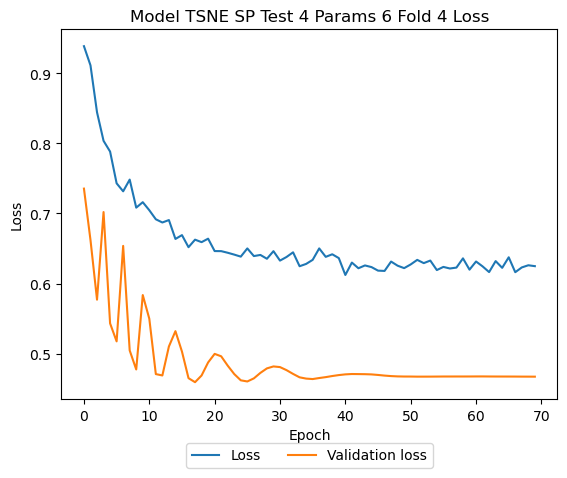 Model TSNE SP Test 4 Params 6 Fold 4 Loss
0.9
0.8
0.7
0.6
0.5
Loss
0 10 20 30 40 50 60 70
Epoch
Loss Validation loss